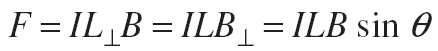 F = IL⊥B = ILB⊥ = ILB sin θ